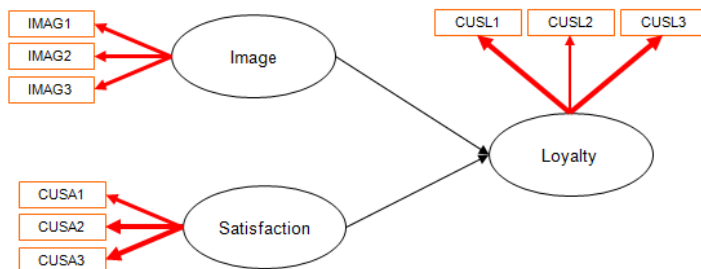 IMAG1
IMAG2
IMAG3
Image
CUSL1
CUSL2
CUSL3
Loyalty
CUSA1
CUSA2
CUSA3
Satisfaction